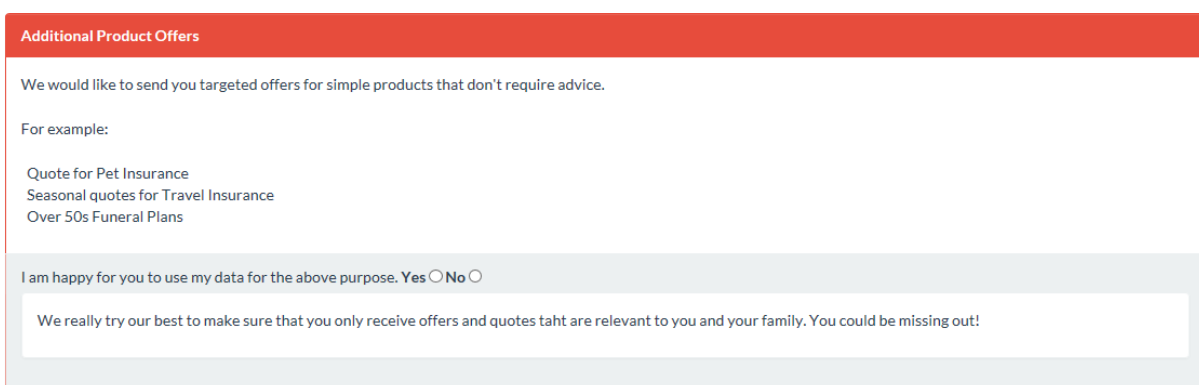 Additional Product Offers
We would like to send you targeted offers for simple products that don't require advice.
For example:
Quote for Pet Insurance
Seasonal quotes for Travel Insurance
Over 50s Funeral Plans
I am happy for you to use my data for the above purpose. Yes No
We really try our best to make sure that you only receive offers and quotes taht are relevant to you and your family. You could be missing out!